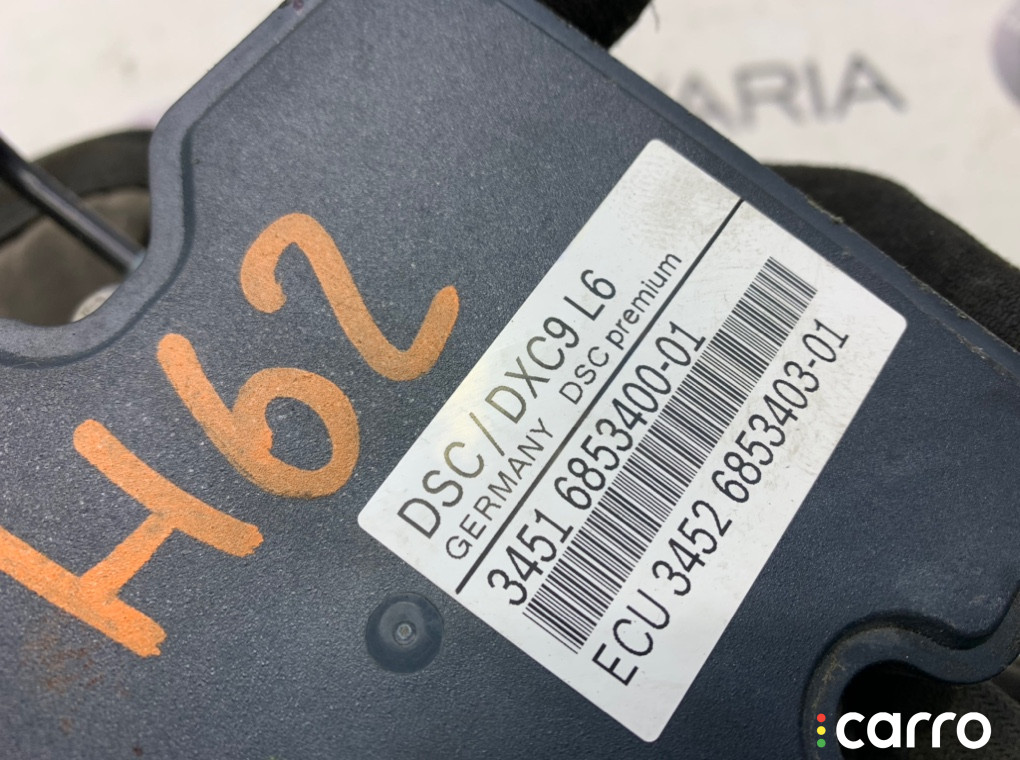 ARIA
H62
DSC/DXC9 L6
GERMANY DSC premium
3451 6853400-01
ECU 3452 6853403-01
carro